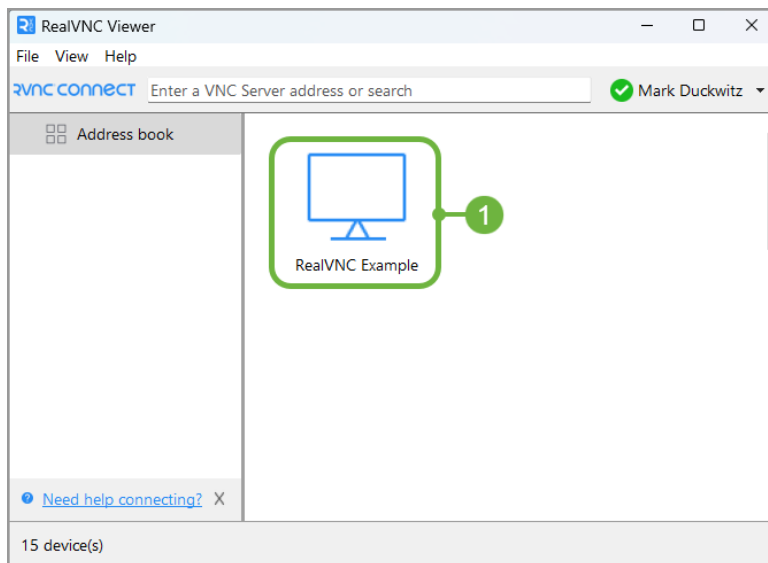 RealVNC Viewer
File View Help
RVNC CONNECT Enter a VNC Server address or search Mark Duckwitz
Address book
1
RealVNC Example
? Need help connecting? X
15 device(s)